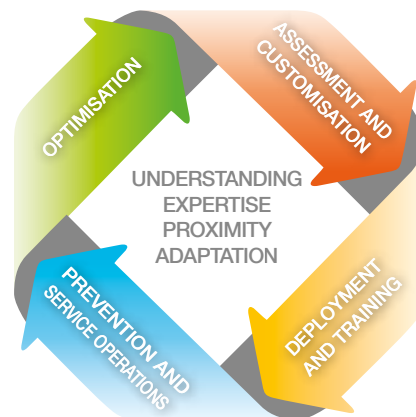 OPTIMISATION
ASSESSMENT AND
CUSTOMISATION
UNDERSTANDING
EXPERTISE
PROXIMITY
ADAPTATION
DEPLOYMENT
AND TRAINING
PREVENTION AND
SERVICE OPERATIONS